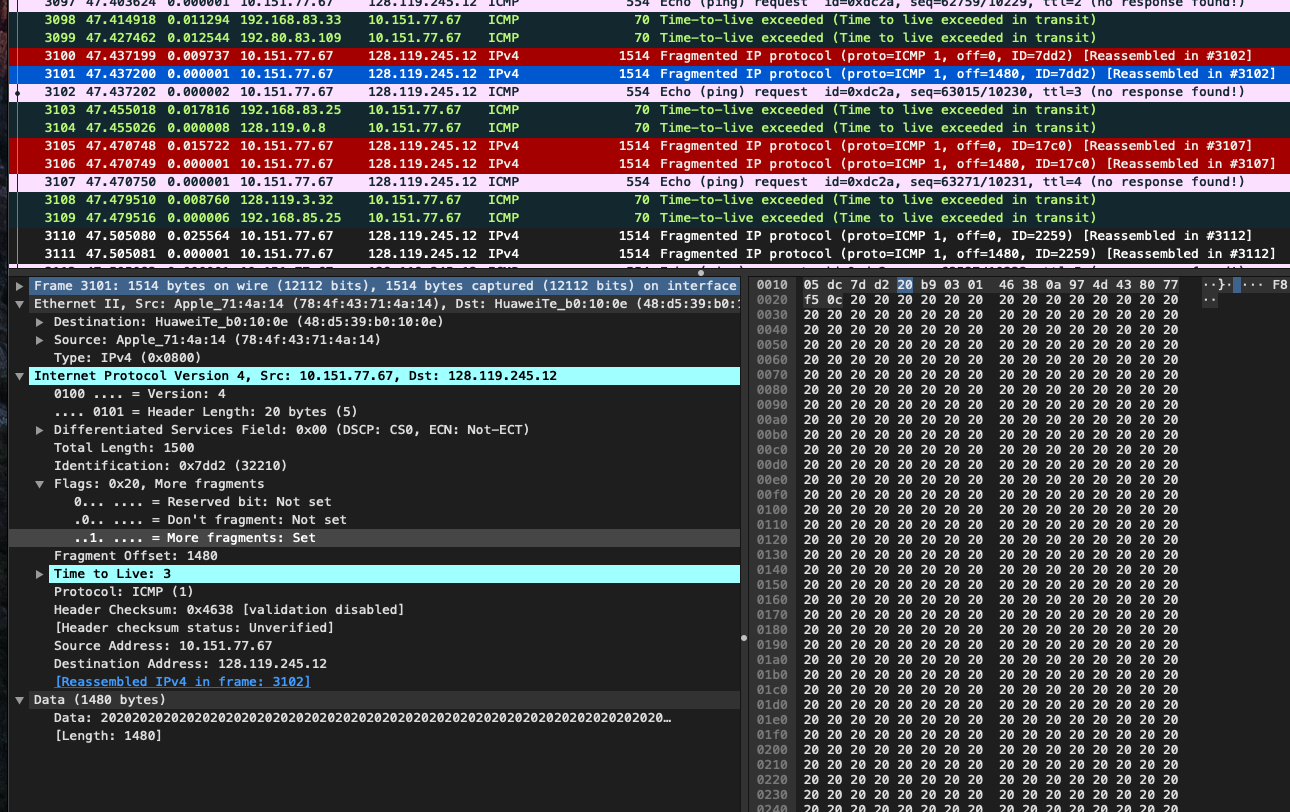 3097 47.403624 0.000001 10.151.77.67 128.119.245.12 ICMP 554 Echo (ping) request id=0xdc2a, seq=62759/10229, ttl=2 (no response found!)
3098 47.414918 0.011294 192.168.83.33 10.151.77.67 ICMP 70 Time-to-live exceeded (Time to live exceeded in transit)
3099 47.427462 0.012544 192.80.83.109 10.151.77.67 ICMP 70 Time-to-live exceeded (Time to live exceeded in transit)
3100 47.437199 0.009737 10.151.77.67 128.119.245.12 IPv4 1514 Fragmented IP protocol (proto=ICMP 1, off=0, ID=7dd2) [Reassembled in #3102]
3101 47.437200 0.000001 10.151.77.67 128.119.245.12 IPv4 1514 Fragmented IP protocol (proto=ICMP 1, off=1480, ID=7dd2) [Reassembled in #3102]
3102 47.437202 0.000002 10.151.77.67 128.119.245.12 ICMP 554 Echo (ping) request id=0xdc2a, seq=63015/10230, ttl=3 (no response found!)
3103 47.455018 0.017816 192.168.83.25 10.151.77.67 ICMP 70 Time-to-live exceeded (Time to live exceeded in transit)
3104 47.455026 0.000008 128.119.0.8 10.151.77.67 ICMP 70 Time-to-live exceeded (Time to live exceeded in transit)
3105 47.470748 0.015722 10.151.77.67 128.119.245.12 IPv4 1514 Fragmented IP protocol (proto=ICMP 1, off=0, ID=17c0) [Reassembled in #3107]
3106 47.470749 0.000001 10.151.77.67 128.119.245.12 IPv4 1514 Fragmented IP protocol (proto=ICMP 1, off=1480, ID=17c0) [Reassembled in #3107]
3107 47.470750 0.000001 10.151.77.67 128.119.245.12 ICMP 554 Echo (ping) request id=0xdc2a, seq=63271/10231, ttl=4 (no response found!)
3108 47.479510 0.008760 128.119.3.32 10.151.77.67 ICMP 70 Time-to-live exceeded (Time to live exceeded in transit)
3109 47.479516 0.000006 192.168.85.25 10.151.77.67 ICMP 70 Time-to-live exceeded (Time to live exceeded in transit)
3110 47.505080 0.025564 10.151.77.67 128.119.245.12 IPv4 1514 Fragmented IP protocol (proto=ICMP 1, off=0, ID=2259) [Reassembled in #3112]
3111 47.505081 0.000001 10.151.77.67 128.119.245.12 IPv4 1514 Fragmented IP protocol (proto=ICMP 1, off=1480, ID=2259) [Reassembled in #3112]
Frame 3101: 1514 bytes on wire (12112 bits), 1514 bytes captured (12112 bits) on interface
Ethernet II, Src: Apple_71:4a:14 (78:4f:43:71:4a:14), Dst: HuaweiTe_b0:10:0e (48:d5:39:b0:1
Destination: HuaweiTe_b0:10:0e (48:d5:39:b0:10:0e)
Source: Apple_71:4a:14 (78:4f:43:71:4a:14)
Type: IPv4 (0x0800)
Internet Protocol Version 4, Src: 10.151.77.67, Dst: 128.119.245.12
0100 .... = Version: 4
.... 0101 = Header Length: 20 bytes (5)
Differentiated Services Field: 0x00 (DSCP: CS0, ECN: Not-ECT)
Total Length: 1500
Identification: 0x7dd2 (32210)
Flags: 0x20, More fragments
0... .... = Reserved bit: Not set
.0.. .... = Don't fragment: Not set
..1. .... = More fragments: Set
Fragment Offset: 1480
Time to Live: 3
Protocol: ICMP (1)
Header Checksum: 0x4638 [validation disabled]
[Header checksum status: Unverified]
Source Address: 10.151.77.67
Destination Address: 128.119.245.12
[Reassembled IPv4 in frame: 3102]
Data (1480 bytes)
Data: 2020202020202020202020202020202020202020202020202020202020202020202020202…
[Length: 1480]
0010 05 dc 7d d2 20 b9 03 01 46 38 0a 97 4d 43 80 77 ··}· ··· F8
0020 f5 0c 20 20 20 20 20 20 20 20 20 20 20 20 20 20 ··
0030 20 20 20 20 20 20 20 20 20 20 20 20 20 20 20 20
0040 20 20 20 20 20 20 20 20 20 20 20 20 20 20 20 20
0050 20 20 20 20 20 20 20 20 20 20 20 20 20 20 20 20
0060 20 20 20 20 20 20 20 20 20 20 20 20 20 20 20 20
0070 20 20 20 20 20 20 20 20 20 20 20 20 20 20 20 20
0080 20 20 20 20 20 20 20 20 20 20 20 20 20 20 20 20
0090 20 20 20 20 20 20 20 20 20 20 20 20 20 20 20 20
00a0 20 20 20 20 20 20 20 20 20 20 20 20 20 20 20 20
00b0 20 20 20 20 20 20 20 20 20 20 20 20 20 20 20 20
00c0 20 20 20 20 20 20 20 20 20 20 20 20 20 20 20 20
00d0 20 20 20 20 20 20 20 20 20 20 20 20 20 20 20 20
00e0 20 20 20 20 20 20 20 20 20 20 20 20 20 20 20 20
00f0 20 20 20 20 20 20 20 20 20 20 20 20 20 20 20 20
0100 20 20 20 20 20 20 20 20 20 20 20 20 20 20 20 20
0110 20 20 20 20 20 20 20 20 20 20 20 20 20 20 20 20
0120 20 20 20 20 20 20 20 20 20 20 20 20 20 20 20 20
0130 20 20 20 20 20 20 20 20 20 20 20 20 20 20 20 20
0140 20 20 20 20 20 20 20 20 20 20 20 20 20 20 20 20
0150 20 20 20 20 20 20 20 20 20 20 20 20 20 20 20 20
0160 20 20 20 20 20 20 20 20 20 20 20 20 20 20 20 20
0170 20 20 20 20 20 20 20 20 20 20 20 20 20 20 20 20
0180 20 20 20 20 20 20 20 20 20 20 20 20 20 20 20 20
0190 20 20 20 20 20 20 20 20 20 20 20 20 20 20 20 20
01a0 20 20 20 20 20 20 20 20 20 20 20 20 20 20 20 20
01b0 20 20 20 20 20 20 20 20 20 20 20 20 20 20 20 20
01c0 20 20 20 20 20 20 20 20 20 20 20 20 20 20 20 20
01d0 20 20 20 20 20 20 20 20 20 20 20 20 20 20 20 20
01e0 20 20 20 20 20 20 20 20 20 20 20 20 20 20 20 20
01f0 20 20 20 20 20 20 20 20 20 20 20 20 20 20 20 20
0200 20 20 20 20 20 20 20 20 20 20 20 20 20 20 20 20
0210 20 20 20 20 20 20 20 20 20 20 20 20 20 20 20 20
0220 20 20 20 20 20 20 20 20 20 20 20 20 20 20 20 20
0230 20 20 20 20 20 20 20 20 20 20 20 20 20 20 20 20
0240 20 20 20 20 20 20 20 20 20 20 20 20 20 20 20 20